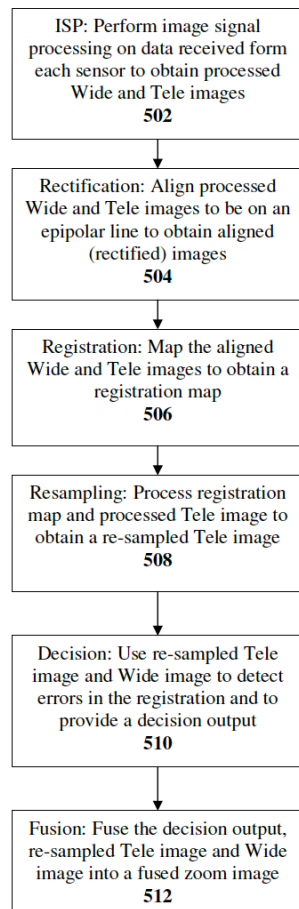 ISP: Perform image signal
processing on data received form
each sensor to obtain processed
Wide and Tele images
502
Rectification: Align processed
Wide and Tele images to be on an
epipolar line to obtain aligned
(rectified) images
504
Registration: Map the aligned
Wide and Tele images to obtain a
registration map
506
Resampling: Process registration
map and processed Tele image to
obtain a re-sampled Tele image
508
Decision: Use re-sampled Tele
image and Wide image to detect
errors in the registration and to
provide a decision output
510
Fusion: Fuse the decision output,
re-sampled Tele image and Wide
image into a fused zoom image
512